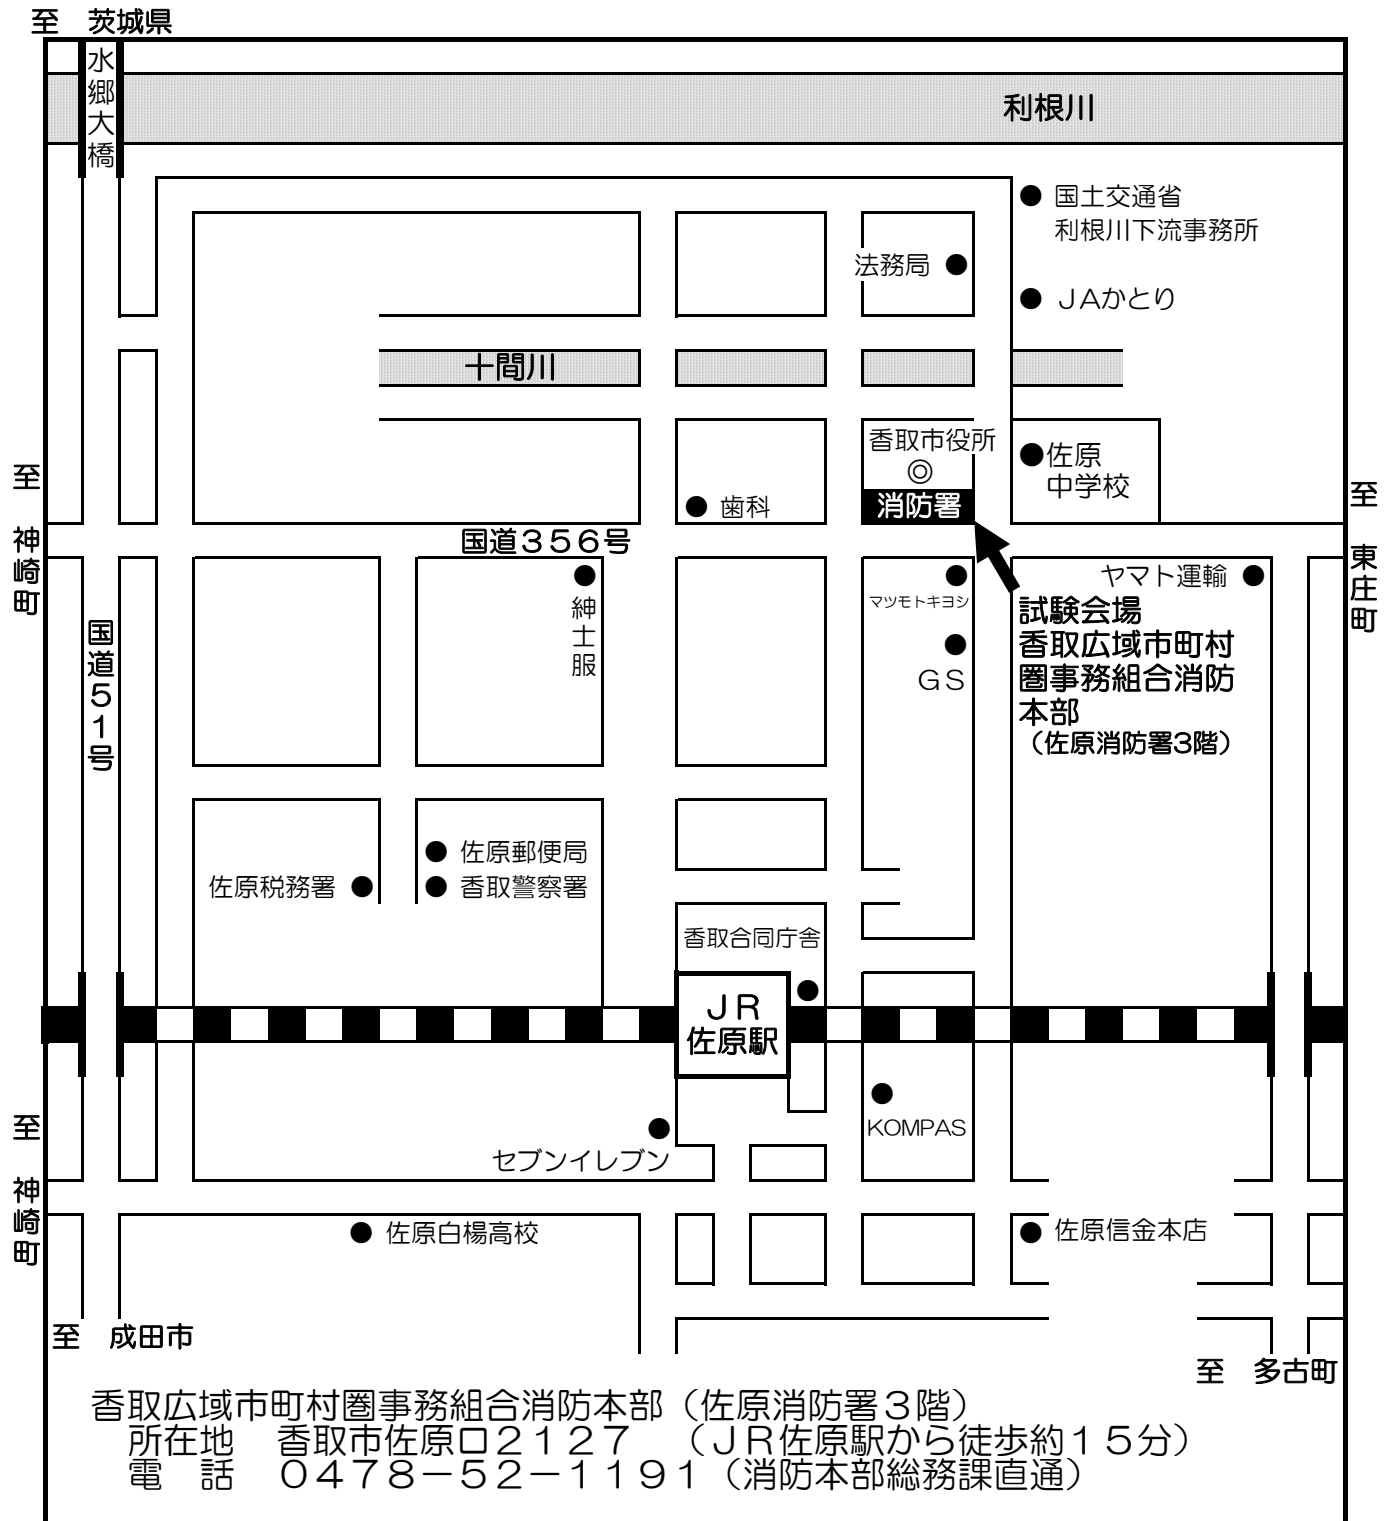 至　茨城県
水郷大橋
利根川
国土交通省
利根川下流事務所
法務局
ＪＡかとり
十間川
香取市役所
◎
消防署
佐原
中学校
歯科
至　神崎町
至　東庄町
国道３５６号
紳士服
マツモトキヨシ
ヤマト運輸
ＧＳ
試験会場
香取広域市町村
圏事務組合消防
本部
（佐原消防署3階）
国道５１号
佐原郵便局
佐原税務署
香取警察署
香取合同庁舎
ＪＲ
佐原駅
KOMPAS
セブンイレブン
至　神崎町
佐原白楊高校
佐原信金本店
至　成田市
至　多古町
香取広域市町村圏事務組合消防本部（佐原消防署３階）
所在地　香取市佐原ロ２１２７　（ＪＲ佐原駅から徒歩約１５分）
電　話　０４７８－５２－１１９１（消防本部総務課直通）